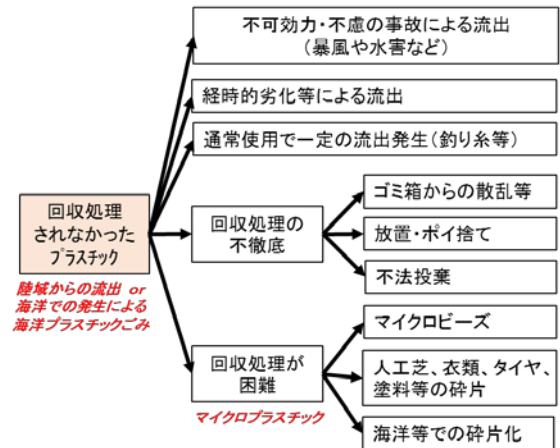 不可効力・不慮の事故による流出
（暴風や水害など）
経時的劣化等による流出
通常使用で一定の流出発生（釣り糸等）
回収処理
されなかった
プラスチック
陸域からの流出 or
海洋での発生による
海洋プラスチックごみ
回収処理の
不徹底
ゴミ箱からの散乱等
放置・ポイ捨て
不法投棄
回収処理が
困難
マイクロプラスチック
マイクロビーズ
人工芝、衣類、タイヤ、
塗料等の砕片
海洋等での砕片化